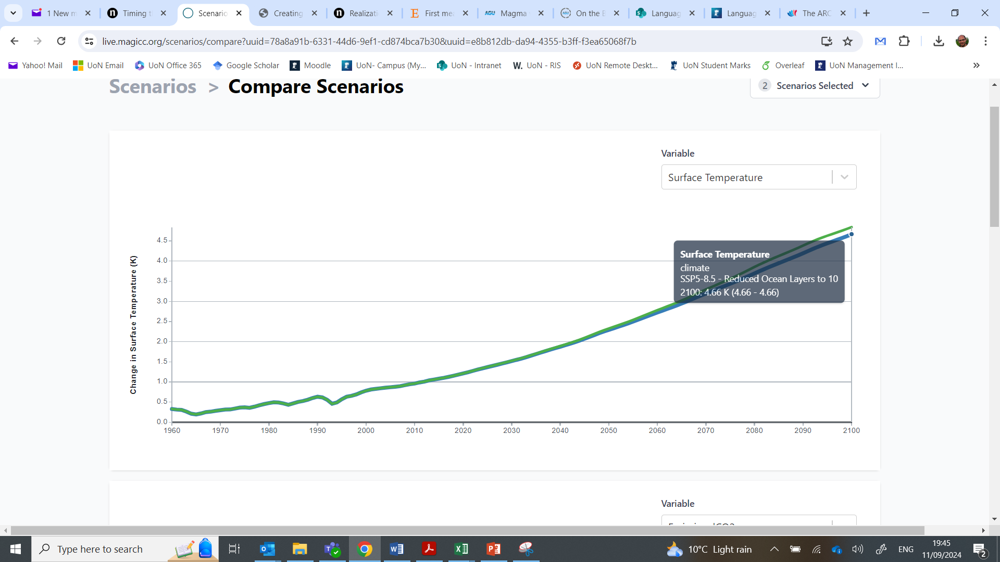 1 New m
Timing t
Scenario
Creating
Realizati
First mea
AGU
Magma
On the E
Languag
Languag
The ARC
live.magicc.org/scenarios/compare?uuid=78a8a91b-6331-44d6-9ef1-cd874bca7b30&uuid=e8b812db-da94-4355-b3ff-f3ea65068f7b
Yahoo! Mail
UoN Email
UoN Office 365
Google Scholar
Moodle
UoN- Campus (My...
UoN - Intranet
W. UoN - RIS
UoN Remote Deskt...
UoN Student Marks
Overleaf
UoN Management I...
Scenarios > Compare Scenarios
2 Scenarios Selected
Variable
Surface Temperature
Change in Surface Temperature (K)
4.5
4.0
3.5
3.0
2.5
2.0
1.5
1.0
0.5
0.0
Surface Temperature
climate
SSP5-8.5 - Reduced Ocean Layers to 10
2100: 4.66 K (4.66 - 4.66)
1960 1970 1980 1990 2000 2010 2020 2030 2040 2050 2060 2070 2080 2090 2100
Variable
Type here to search
10°C Light rain
ENG
19:45
11/09/2024
2